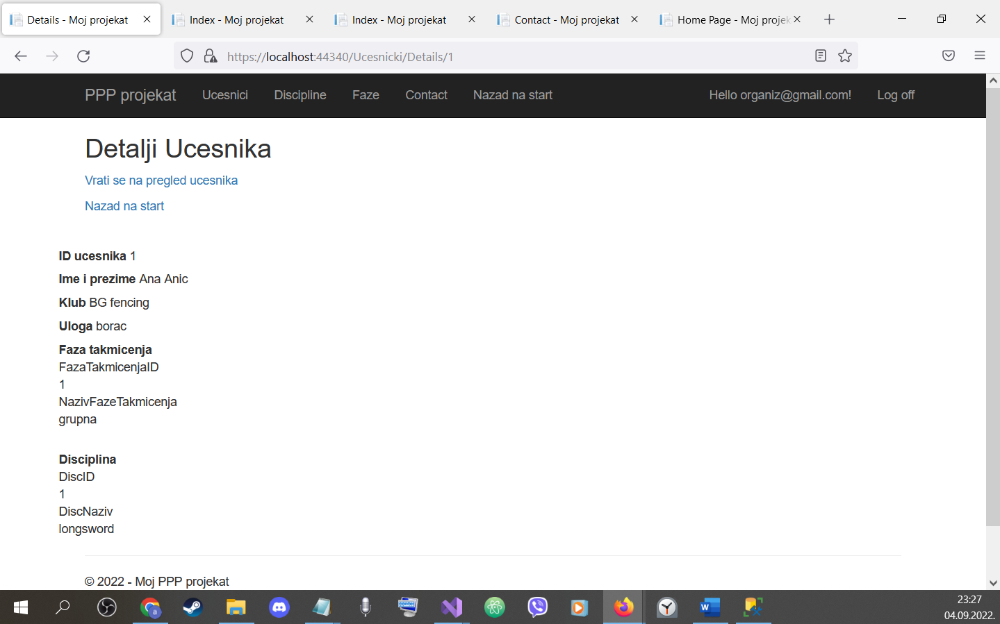 Details - Moj projekat
Index - Moj projekat
Index - Moj projekat
Contact - Moj projekat
Home Page - Moj projek
https://localhost:44340/Ucesnicki/Details/1
PPP projekat
Ucesnici
Discipline
Faze
Contact
Nazad na start
Hello organiz@gmail.com!
Log off
Detalji Ucesnika
Vrati se na pregled ucesnika
Nazad na start
ID ucesnika 1
Ime i prezime Ana Anic
Klub BG fencing
Uloga borac
Faza takmicenja
FazaTakmicenjaID
1
NazivFazeTakmicenja
grupna
Disciplina
DiscID
1
DiscNaziv
longsword
© 2022 - Moj PPP projekat
a
W
23:27
04.09.2022.